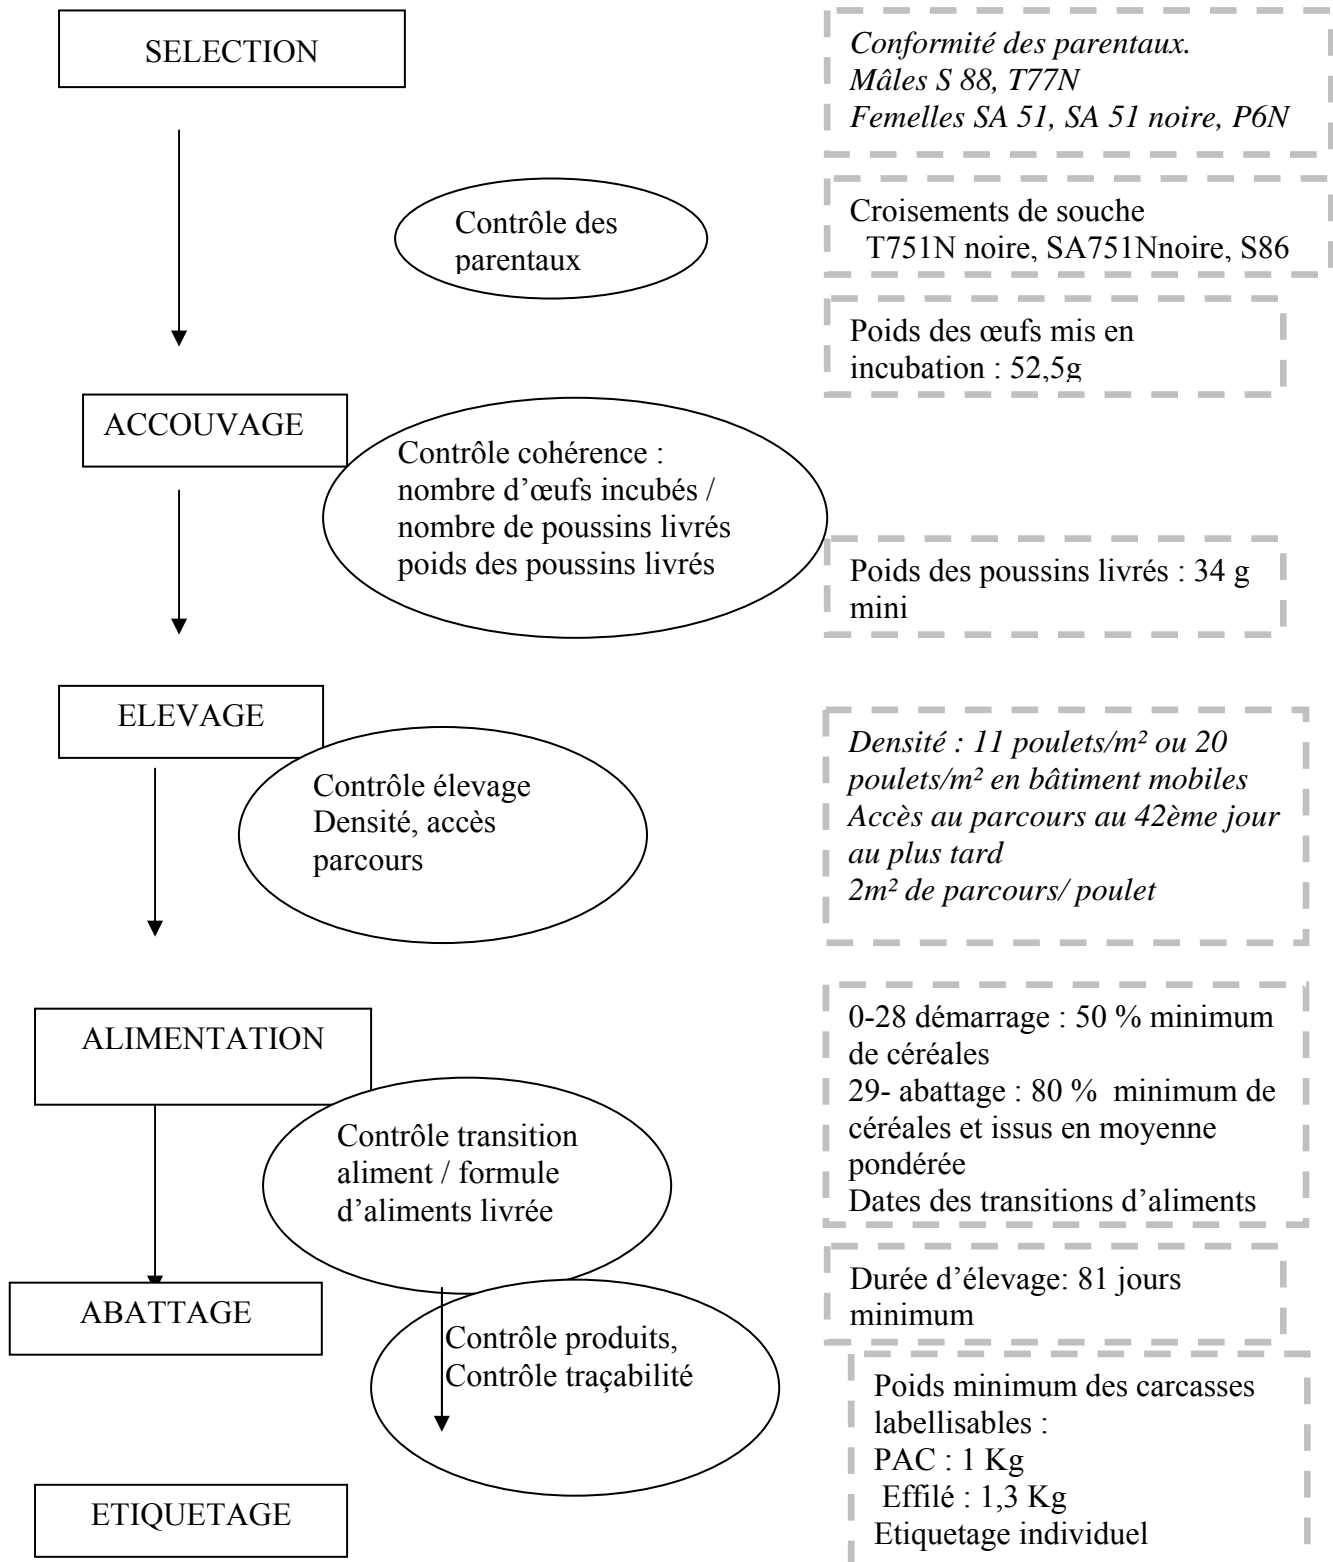 SELECTION
Conformité des parentaux.
Mâles S 88, T77N
Femelles SA 51, SA 51 noire, P6N
Contrôle des
parentaux
Croisements de souche
T751N noire, SA751Nnoire, S86
Poids des œufs mis en
incubation : 52,5g
ACCOUVAGE
Contrôle cohérence :
nombre d’œufs incubés /
nombre de poussins livrés
poids des poussins livrés
Poids des poussins livrés : 34 g
mini
ELEVAGE
Contrôle élevage
Densité, accès
parcours
Densité : 11 poulets/m² ou 20
poulets/m² en bâtiment mobiles
Accès au parcours au 42ème jour
au plus tard
2m² de parcours/ poulet
ALIMENTATION
Contrôle transition
aliment / formule
d’aliments livrée
0-28 démarrage : 50 % minimum
de céréales
29- abattage : 80 % minimum de
céréales et issus en moyenne
pondérée
Dates des transitions d’aliments
ABATTAGE
Contrôle produits,
Contrôle traçabilité
Durée d’élevage: 81 jours
minimum
Poids minimum des carcasses
labellisables :
PAC : 1 Kg
Effilé : 1,3 Kg
Etiquetage individuel
ETIQUETAGE